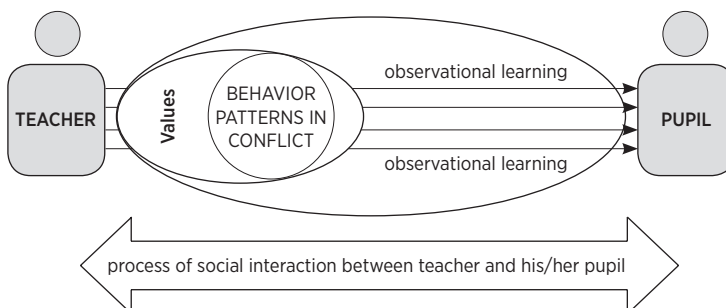 observational learning
TEACHER
Values
BEHAVIOR
PATTERNS IN
CONFLICT
PUPIL
observational learning
process of social interaction between teacher and his/her pupil